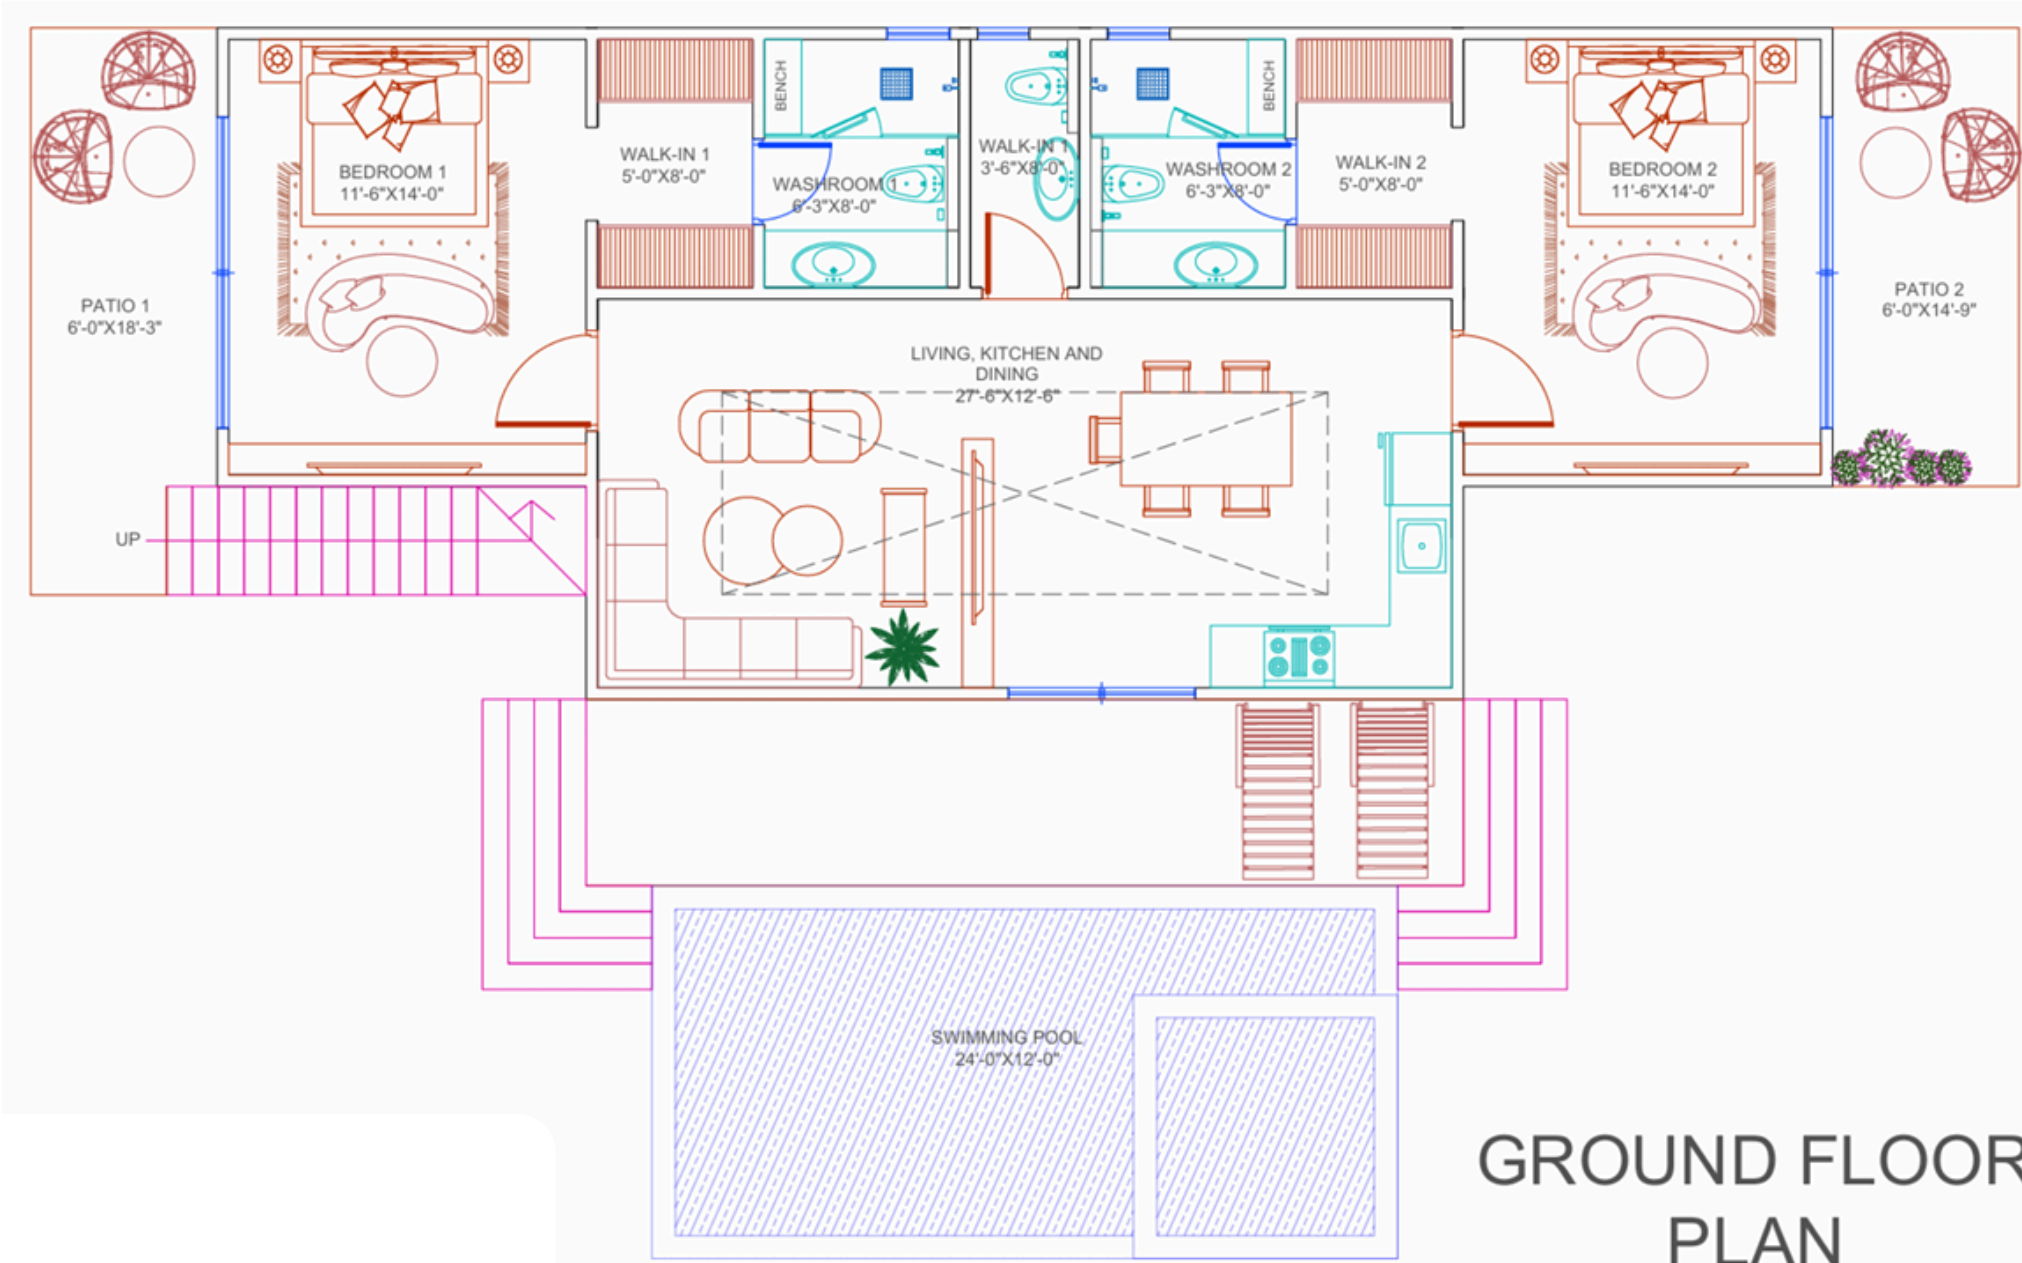 BENCH
BENCH
BEDROOM 1
11'-6"X14'-0"
WALK-IN 1
5'-0"X8'-0"
WASHROOM 1
6'-3"X8'-0"
WALK-IN 1
3'-6"X8'-0"
WASHROOM 2
6'-3"X8'-0"
WALK-IN 2
5'-0"X8'-0"
BEDROOM 2
11'-6"X14'-0"
PATIO 1
6'-0"X18'-3"
PATIO 2
6'-0"X14'-9"
LIVING, KITCHEN AND
DINING
27'-6"X12'-6"
UP
SWIMMING POOL
24'-0"X12'-0"
GROUND FLOOR
PLAN